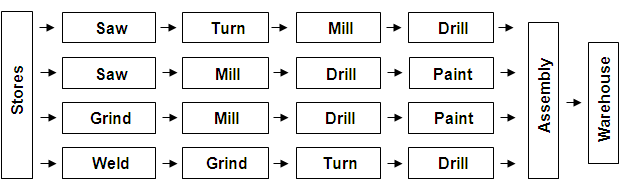 Stores
Saw Turn Mill Drill
Saw Mill Drill Paint
Grind Mill Drill Paint
Weld Grind Turn Drill
Assembly
Warehouse